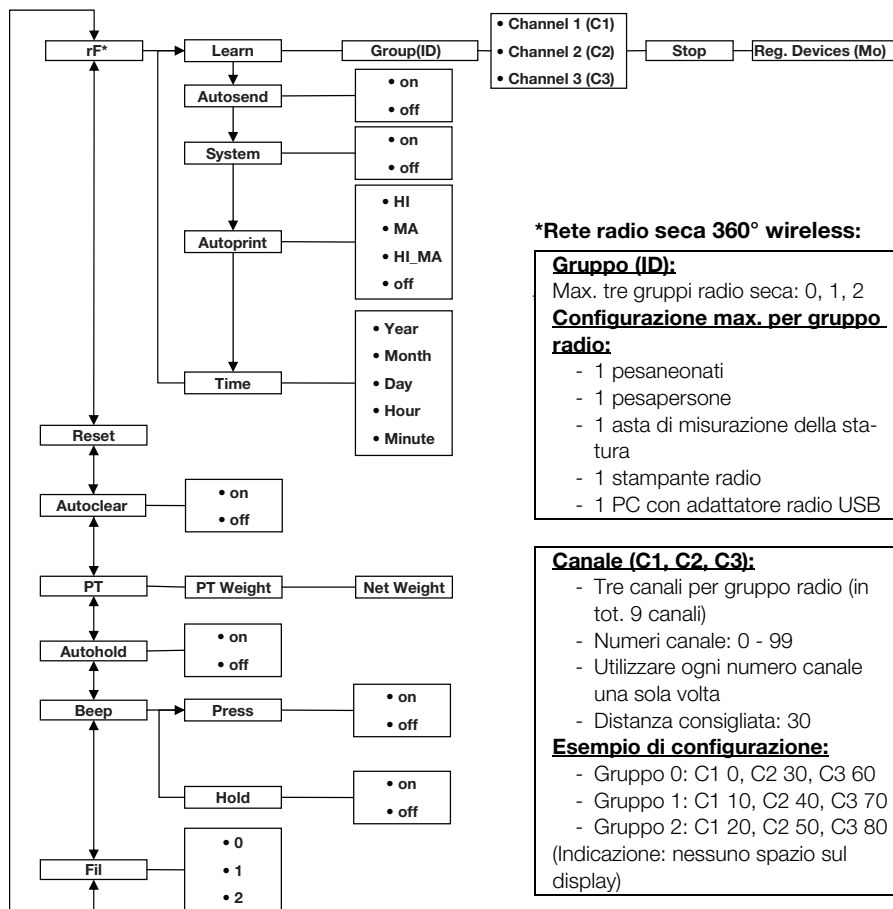 rF*
Learn
Group(ID)
• Channel 1 (C1)
• Channel 2 (C2)
• Channel 3 (C3)
Stop
Reg. Devices (Mo)
Autosend
• on
• off
System
• on
• off
Autoprint
• HI
• MA
• HI_MA
• off
Time
• Year
• Month
• Day
• Hour
• Minute
Reset
Autoclear
• on
• off
PT
PT Weight
Net Weight
Autohold
• on
• off
Beep
Press
• on
• off
Hold
• on
• off
Fil
• 0
• 1
• 2
*Rete radio seca 360° wireless:
Gruppo (ID):
Max. tre gruppi radio seca: 0, 1, 2
Configurazione max. per gruppo
radio:
- 1 pesaneonati
- 1 pesapersone
- 1 asta di misurazione della sta-
tura
- 1 stampante radio
- 1 PC con adattatore radio USB
Canale (C1, C2, C3):
- Tre canali per gruppo radio (in
tot. 9 canali)
- Numeri canale: 0 - 99
- Utilizzare ogni numero canale
una sola volta
- Distanza consigliata: 30
Esempio di configurazione:
- Gruppo 0: C1 0, C2 30, C3 60
- Gruppo 1: C1 10, C2 40, C3 70
- Gruppo 2: C1 20, C2 50, C3 80
(Indicazione: nessuno spazio sul
display)